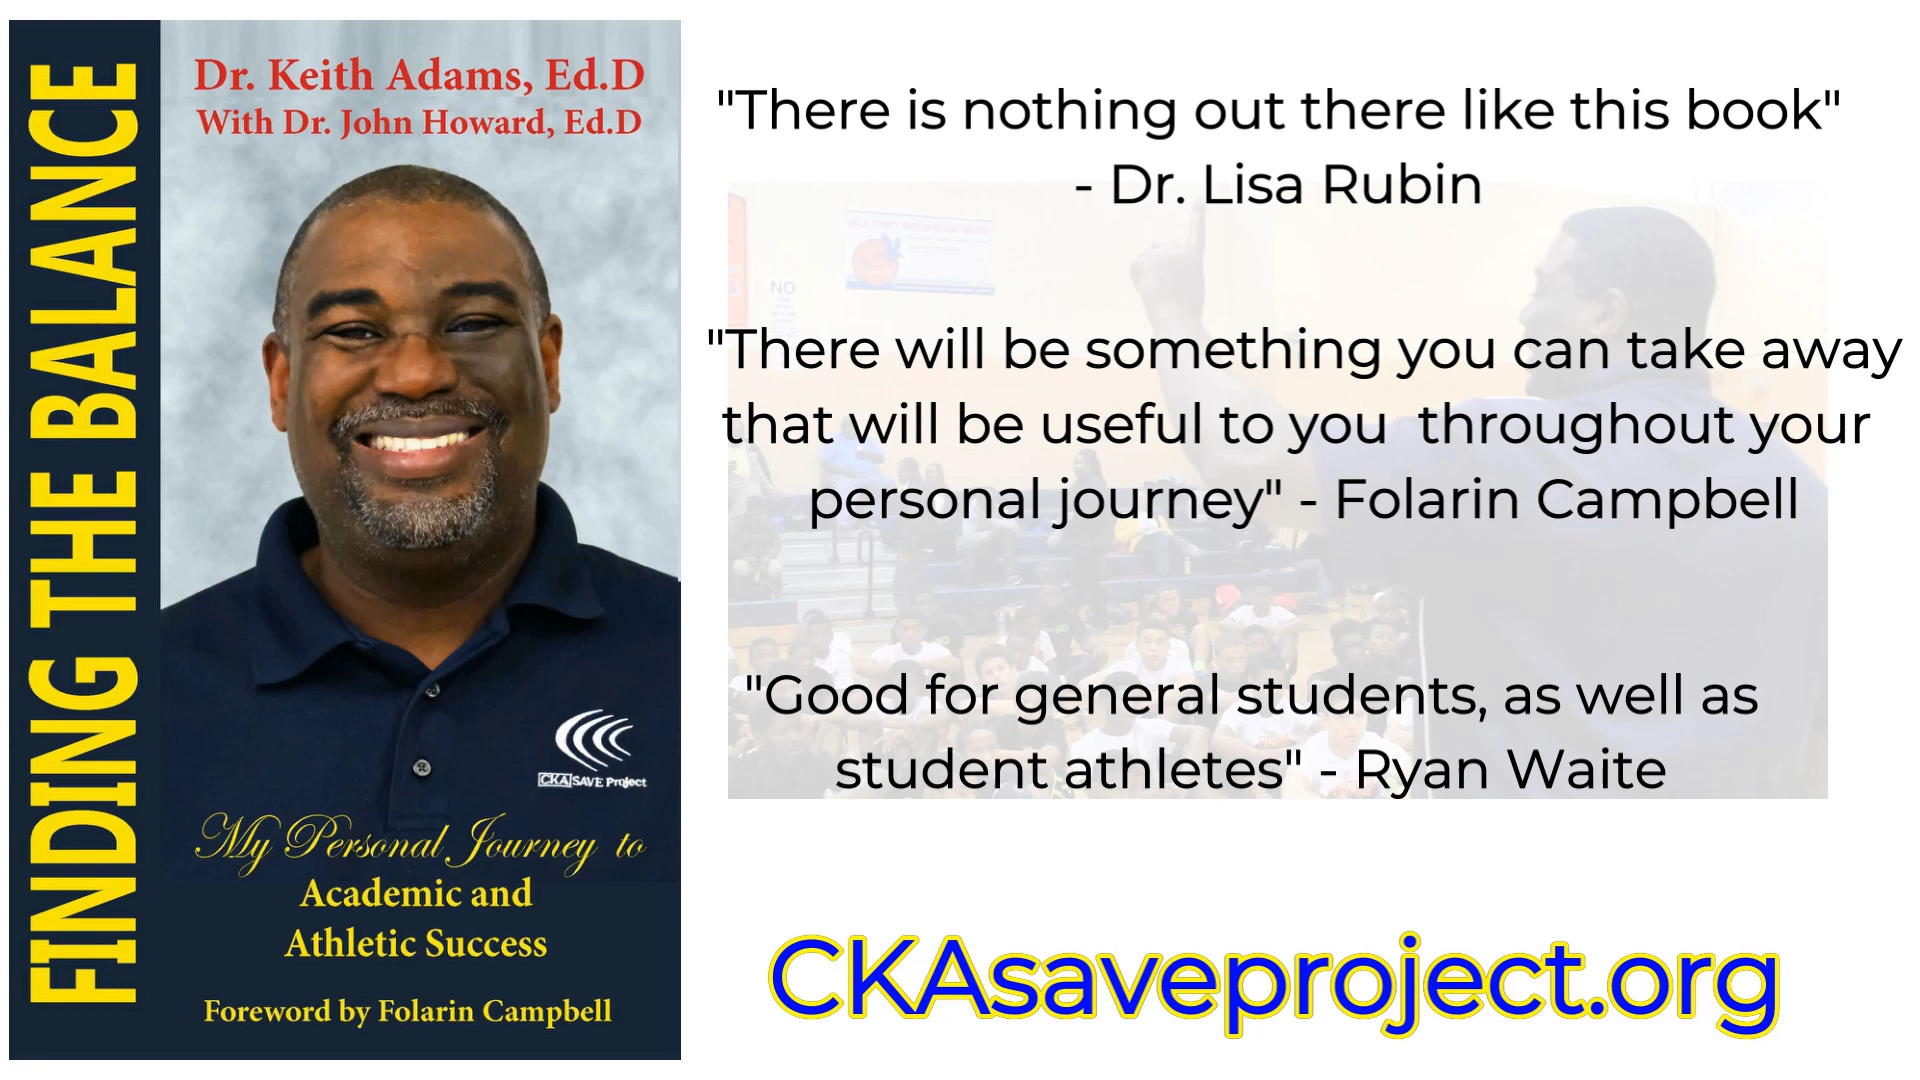 FINDING THE BALANCE
Dr. Keith Adams, Ed.D
With Dr. John Howard, Ed.D
CKA SAVE Project
My Personal Journey to
Academic and
Athletic Success
Foreword by Folarin Campbell
"There is nothing out there like this book"
- Dr. Lisa Rubin
NO
"There will be something you can take away
that will be useful to you throughout your
personal journey" - Folarin Campbell
"Good for general students, as well as
student athletes" - Ryan Waite
CKAsaveproject.org